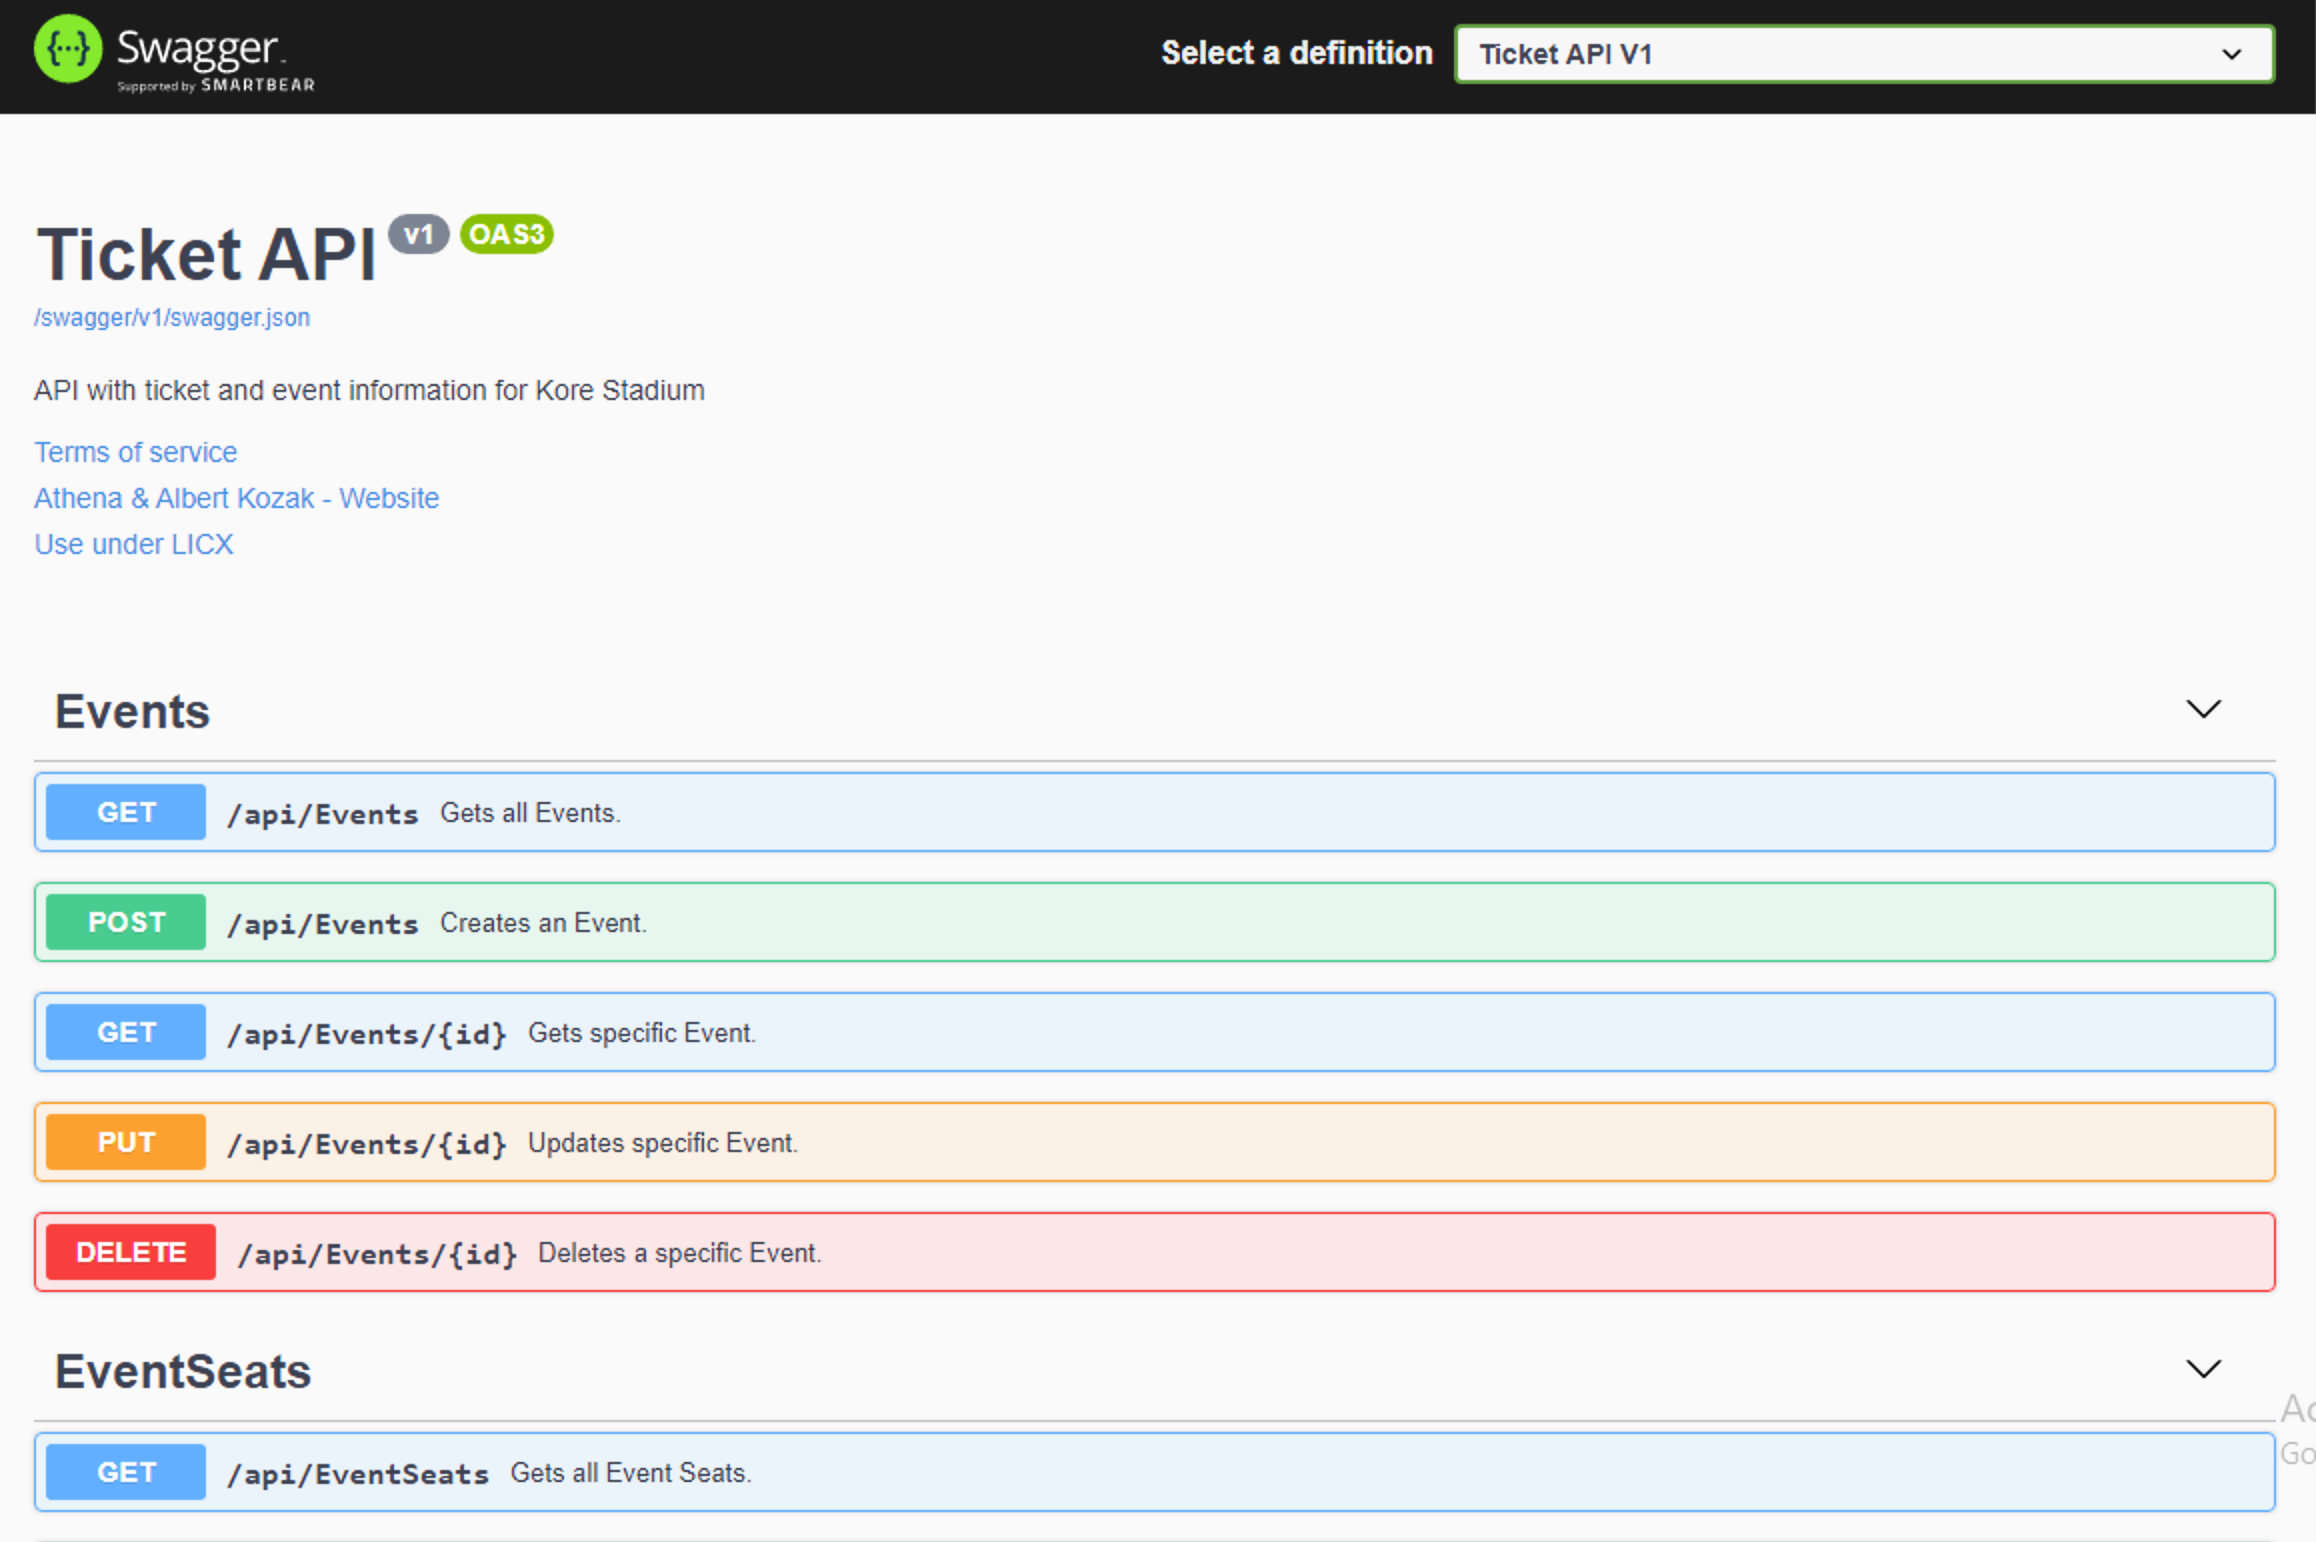 {···} Swagger
Supported by SMARTBEAR
Select a definition
Ticket API V1
Ticket API v1 OAS3
/swagger/v1/swagger.json
API with ticket and event information for Kore Stadium
Terms of service
Athena & Albert Kozak - Website
Use under LICX
Events
GET /api/Events Gets all Events.
POST /api/Events Creates an Event.
GET /api/Events/{id} Gets specific Event.
PUT /api/Events/{id} Updates specific Event.
DELETE /api/Events/{id} Deletes a specific Event.
EventSeats
GET /api/EventSeats Gets all Event Seats.